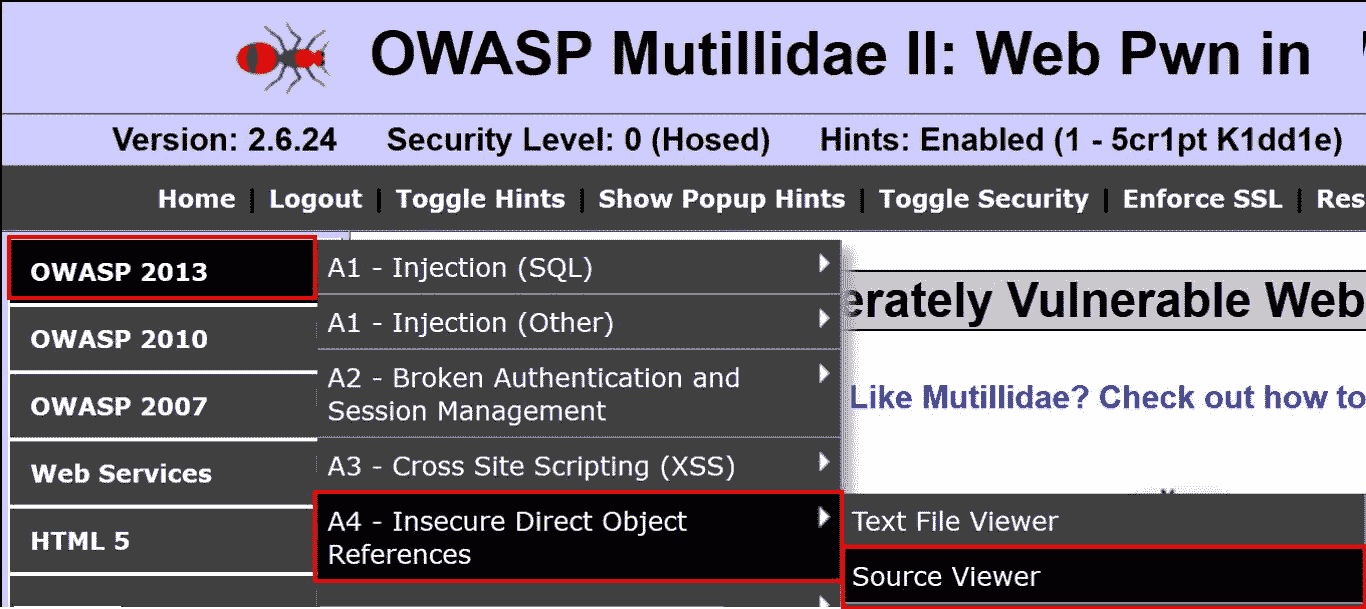 OWASP Mutillidae II: Web Pwn in
Version: 2.6.24 Security Level: 0 (Hosed) Hints: Enabled (1 - 5cr1pt K1dd1e)
Home | Logout | Toggle Hints | Show Popup Hints | Toggle Security | Enforce SSL | Res
OWASP 2013
OWASP 2010
OWASP 2007
Web Services
HTML 5
A1 - Injection (SQL)
A1 - Injection (Other)
A2 - Broken Authentication and
Session Management
A3 - Cross Site Scripting (XSS)
A4 - Insecure Direct Object
References
Text File Viewer
Source Viewer
erately Vulnerable Web
Like Mutillidae? Check out how to